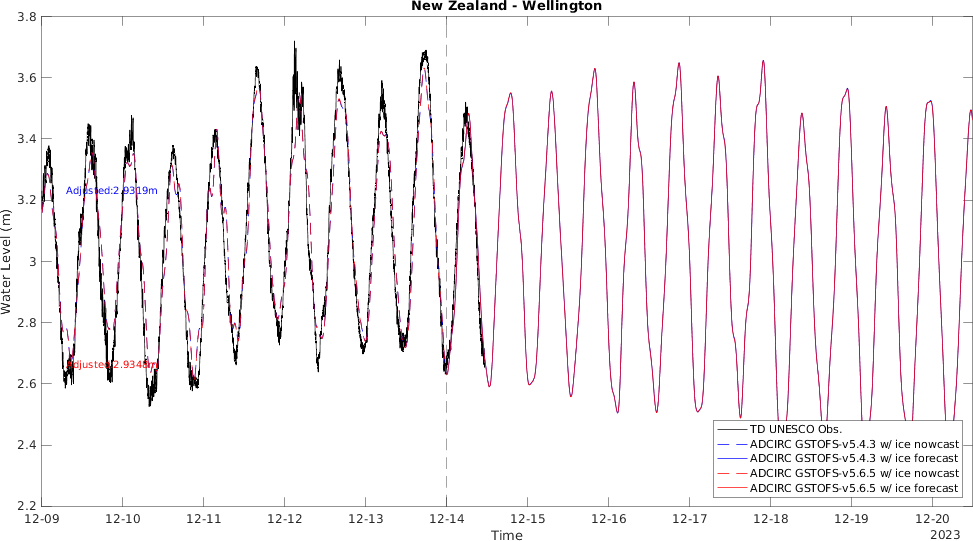 New Zealand - Wellington
Water Level (m)
3.8
3.6
3.4
3.2
3
2.8
2.6
2.4
2.2
Adjusted:2.9319m
Adjusted:2.9348m
TD UNESCO Obs.
ADCIRC GSTOFS-v5.4.3 w/ ice nowcast
ADCIRC GSTOFS-v5.4.3 w/ ice forecast
ADCIRC GSTOFS-v5.6.5 w/ ice nowcast
ADCIRC GSTOFS-v5.6.5 w/ ice forecast
12-09 12-10 12-11 12-12 12-13 12-14 12-15 12-16 12-17 12-18 12-19 12-20
Time
2023